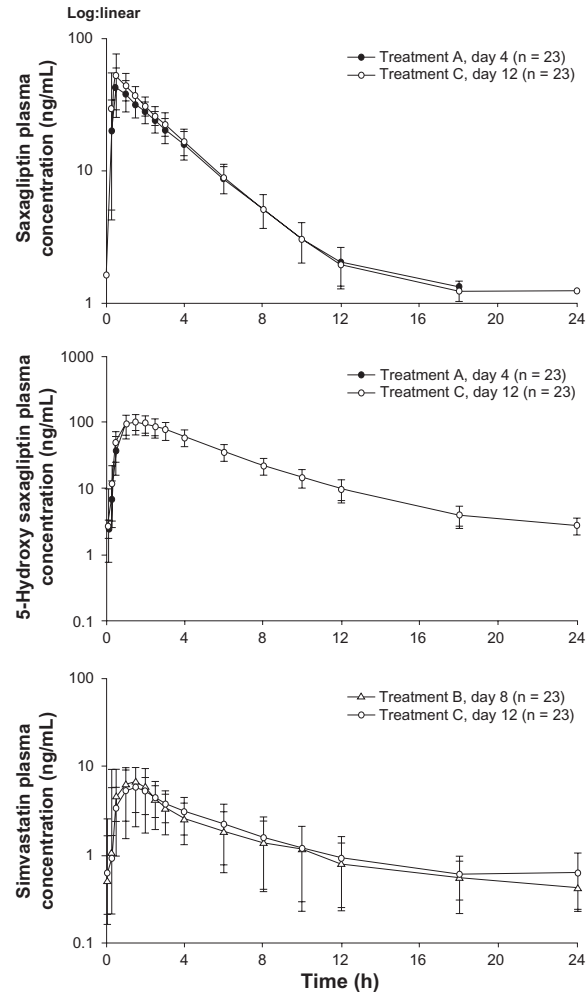 Log:linear
Saxagliptin plasma
concentration (ng/mL)
100
10
1
Treatment A, day 4 (n = 23)
Treatment C, day 12 (n = 23)
0 4 8 12 16 20 24
5-Hydroxy saxagliptin plasma
concentration (ng/mL)
1000
100
10
1
0.1
Treatment A, day 4 (n = 23)
Treatment C, day 12 (n = 23)
0 4 8 12 16 20 24
Simvastatin plasma
concentration (ng/mL)
100
10
1
0.1
Treatment B, day 8 (n = 23)
Treatment C, day 12 (n = 23)
0 4 8 12 16 20 24
Time (h)